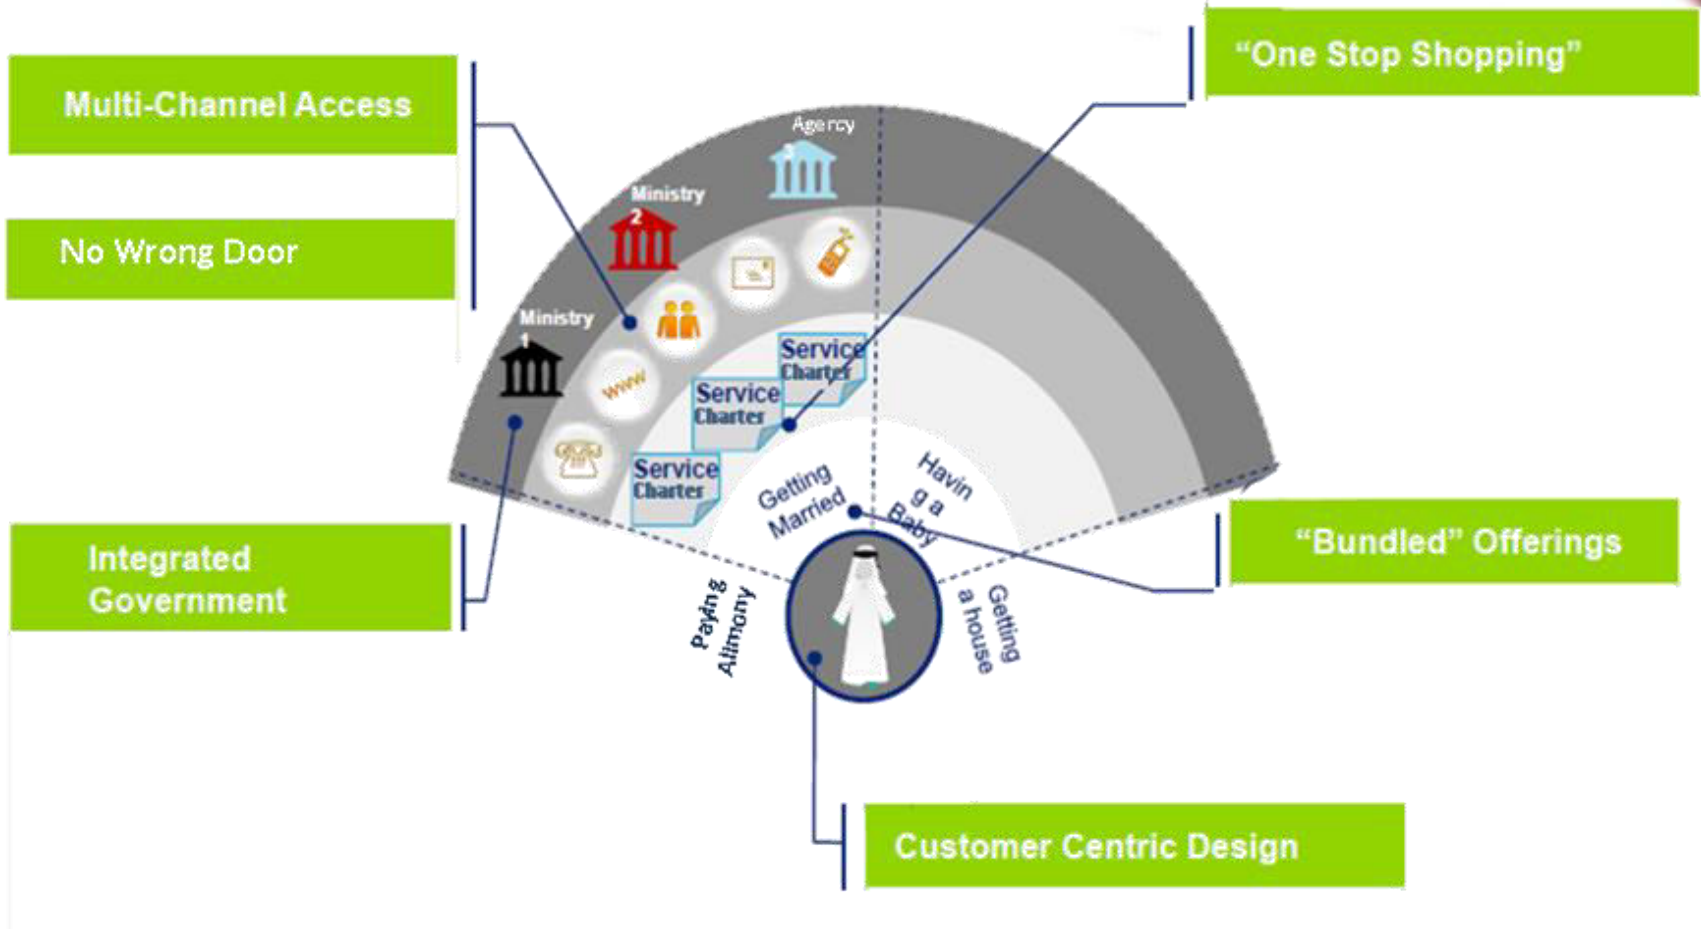 Multi-Channel Access
No Wrong Door
Integrated
Government
“One Stop Shopping”
“Bundled” Offerings
Customer Centric Design
Agency
3
Ministry
2
Ministry
1
www
Service
Charter
Service
Charter
Service
Charter
Getting
Married
Havin
g a
Baby
Paying
Alimony
Getting
a house